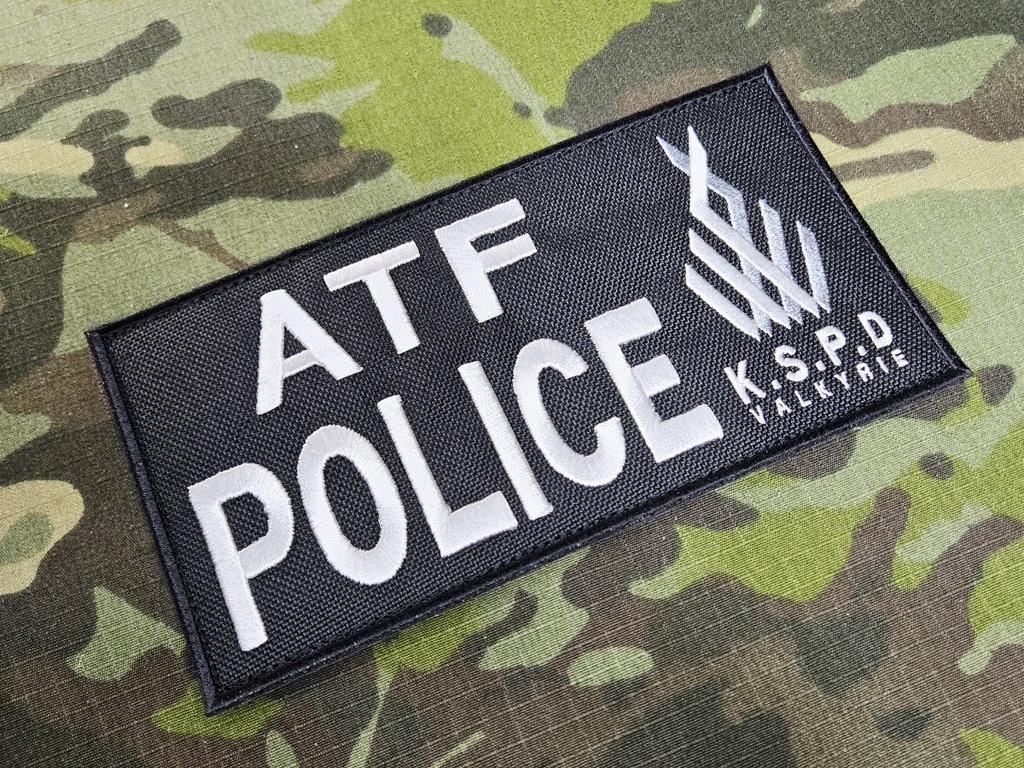 ATF
POLICE
K.S.P.D
VALKYRIE